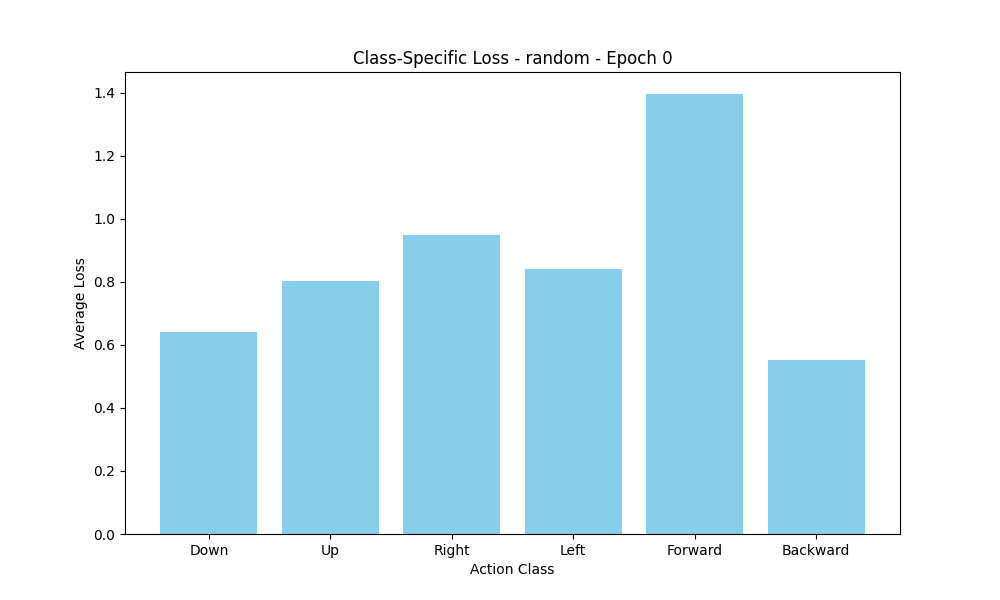 Class-Specific Loss - random - Epoch 0
Average Loss
1.4
1.2
1.0
0.8
0.6
0.4
0.2
0.0
Down Up Right Left Forward Backward
Action Class